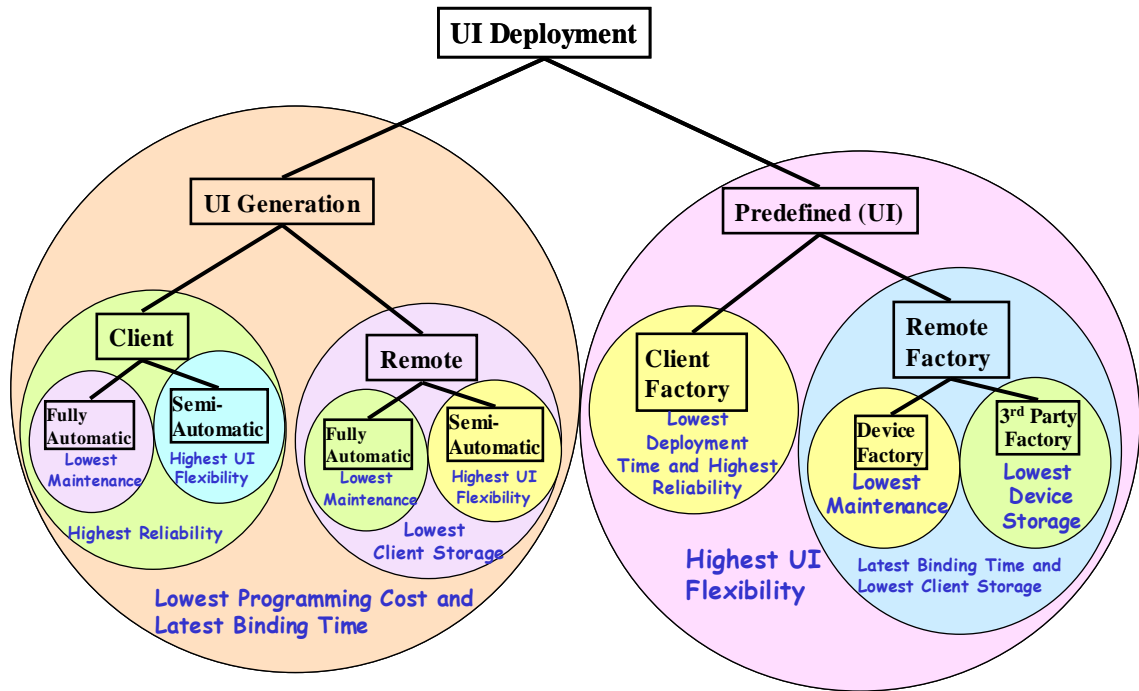 UI Deployment
UI Generation
Predefined (UI)
Client
Remote
Client
Factory
Remote
Factory
Fully
Automatic
Semi-
Automatic
Fully
Automatic
Semi-
Automatic
Device
Factory
3rd Party
Factory
Lowest
Maintenance
Highest UI
Flexibility
Lowest
Maintenance
Highest UI
Flexibility
Lowest
Deployment
Time and Highest
Reliability
Lowest
Maintenance
Lowest
Device
Storage
Highest Reliability
Lowest
Client Storage
Highest UI
Flexibility
Latest Binding Time and
Lowest Client Storage
Lowest Programming Cost and
Latest Binding Time